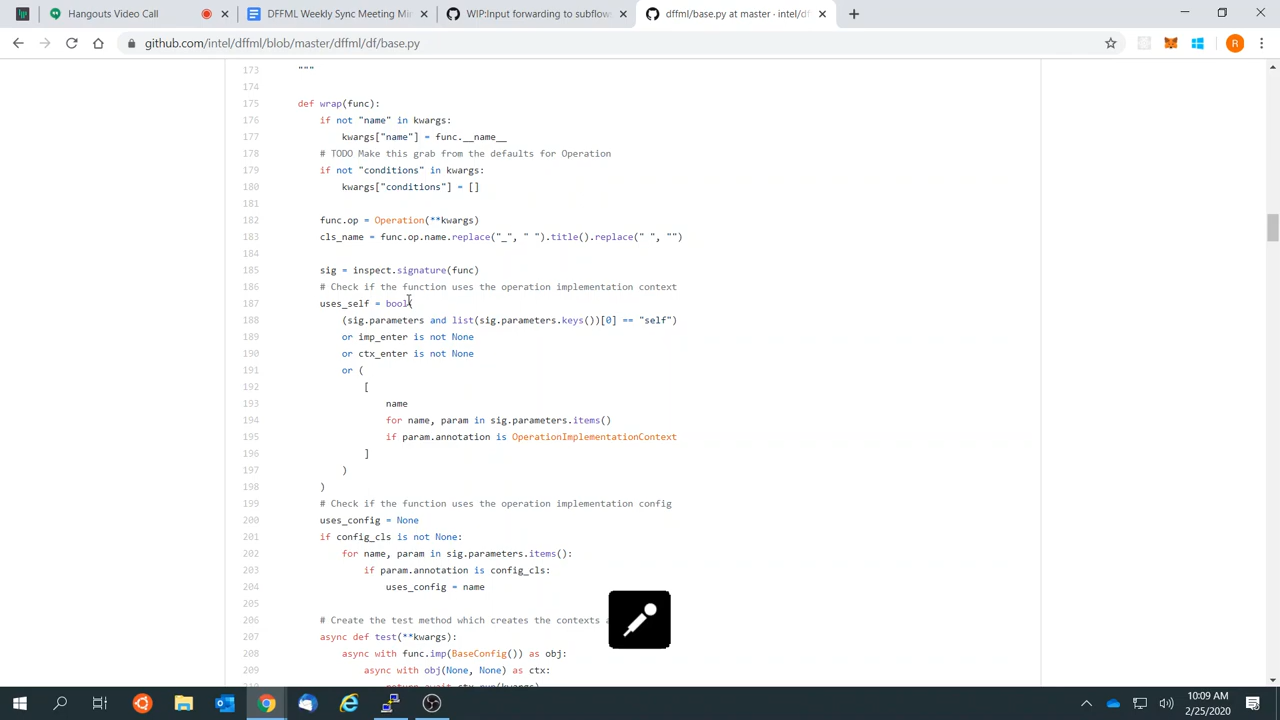 Hangouts Video Call
DFFML Weekly Sync Meeting Mi
WIP:Input forwarding to subflow
dffml/base.py at master · intel/df
github.com/intel/dffml/blob/master/dffml/df/base.py
R
173 """
174
175 def wrap(func):
176 if not "name" in kwargs:
177 kwargs["name"] = func.__name__
178 # TODO Make this grab from the defaults for Operation
179 if not "conditions" in kwargs:
180 kwargs["conditions"] = []
181
182 func.op = Operation(**kwargs)
183 cls_name = func.op.name.replace("_", " ").title().replace(" ", "")
184
185 sig = inspect.signature(func)
186 # Check if the function uses the operation implementation context
187 uses_self = bool(
188 (sig.parameters and list(sig.parameters.keys())[0] == "self")
189 or imp_enter is not None
190 or ctx_enter is not None
191 or (
192 [
193 name
194 for name, param in sig.parameters.items()
195 if param.annotation is OperationImplementationContext
196 ]
197 )
198 )
199 # Check if the function uses the operation implementation config
200 uses_config = None
201 if config_cls is not None:
202 for name, param in sig.parameters.items():
203 if param.annotation is config_cls:
204 uses_config = name
205
206 # Create the test method which creates the contexts
207 async def test(**kwargs):
208 async with func.imp(BaseConfig()) as obj:
209 async with obj(None, None) as ctx:
10:09 AM
2/25/2020